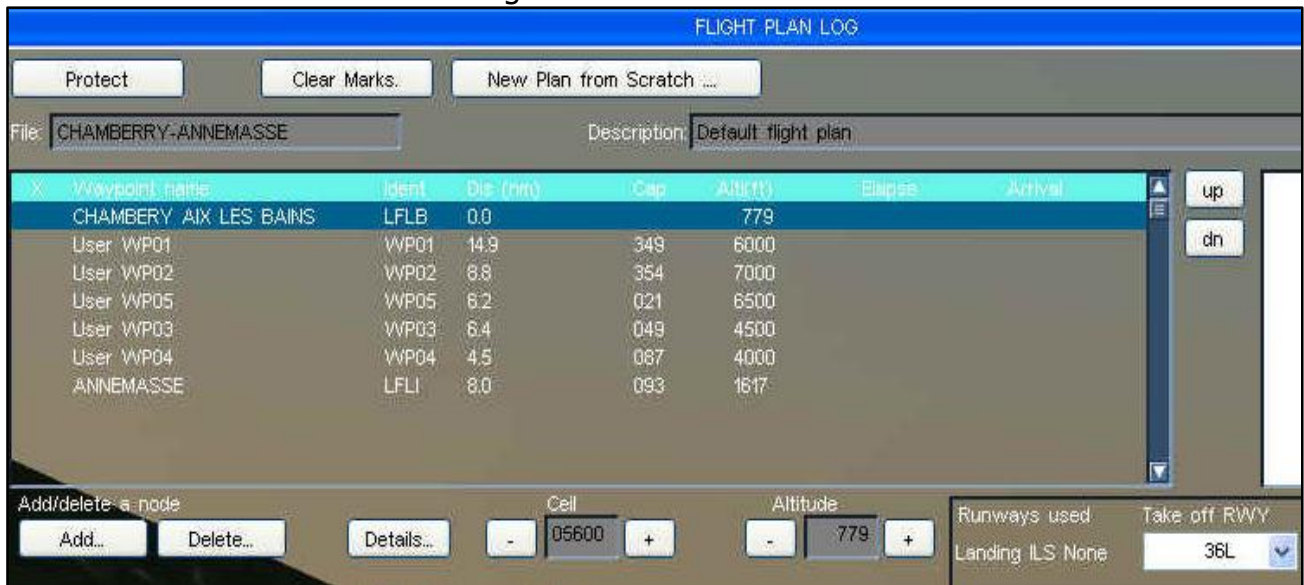 FLIGHT PLAN LOG
Protect Clear Marks. New Plan from Scratch ....
File: CHAMBERRY-ANNEMASSE Description: Default flight plan
X Waypoint name Ident Dis (nm) Cap Alt(ft) Elapse Arrival
up
CHAMBERY AIX LES BAINS LFLB 0.0 779
User WP01 WP01 14.9 349 6000
dn
User WP02 WP02 8.8 354 7000
User WP05 WP05 6.2 021 6500
User WP03 WP03 6.4 049 4500
User WP04 WP04 4.5 087 4000
ANNEMASSE LFLI 8.0 093 1617
Add/delete a node Ceil Altitude
Runways used Take off RWY
Add... Delete... Details... - 05600 + - 779 +
Landing ILS None 36L